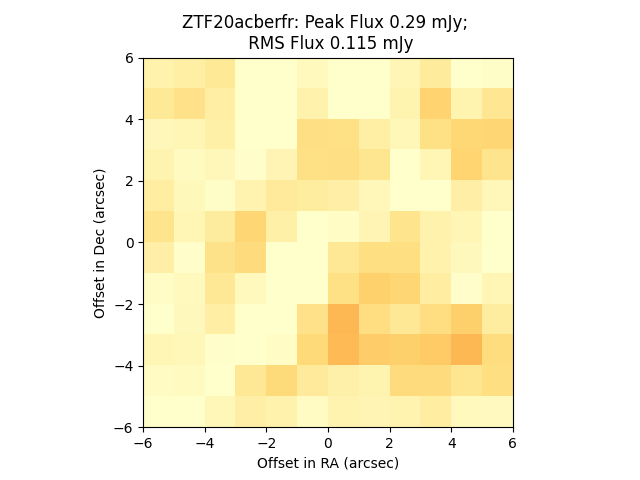 ZTF20acberfr: Peak Flux 0.29 mJy;
RMS Flux 0.115 mJy
6
4
2
0
−2
−4
−6
Offset in Dec (arcsec)
−6 −4 −2 0 2 4 6
Offset in RA (arcsec)